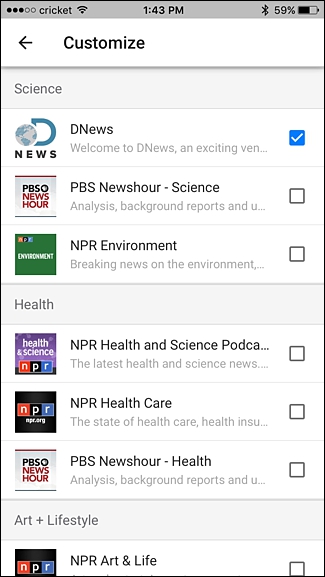 cricket 1:43 PM 59%
Customize
Science
DNews
Welcome to DNews, an exciting ven...
D NEWS
PBS Newshour - Science
Analysis, background reports and u...
PBS NEWS HOUR
NPR Environment
Breaking news on the environment,...
npr ENVIRONMENT
Health
NPR Health and Science Podca...
The latest health and science news....
health & science npr
NPR Health Care
The state of health care, health insu...
npr npr.org
PBS Newshour - Health
Analysis, background reports and u...
PBS NEWS HOUR
Art + Lifestyle
NPR Art & Life
npr